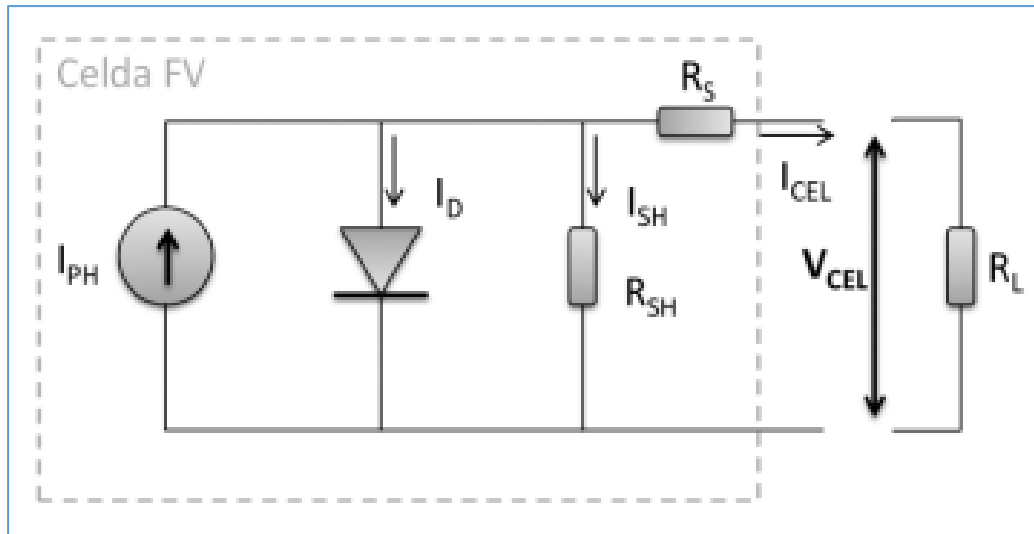 Celda FV
R_S
I_CEL
I_D
I_SH
I_PH
R_SH
V_CEL
R_L